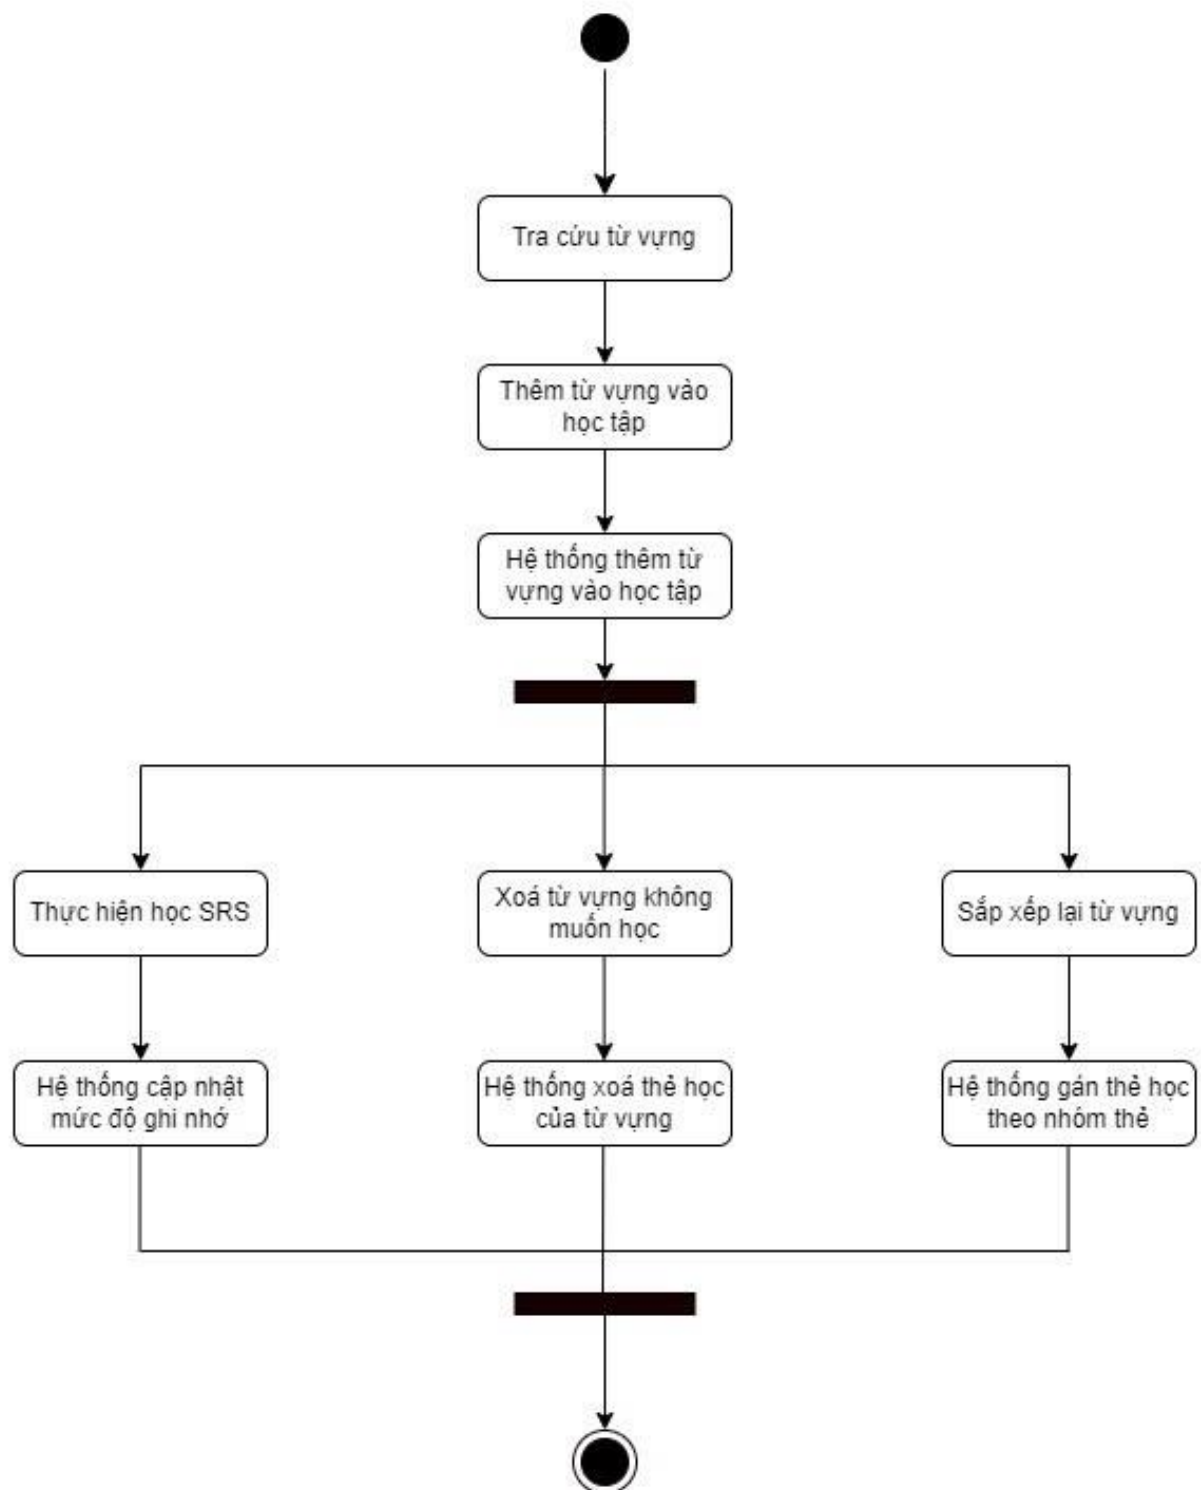 Tra cứu từ vựng
Thêm từ vựng vào
học tập
Hệ thống thêm từ
vựng vào học tập
Thực hiện học SRS
Xoá từ vựng không
muốn học
Sắp xếp lại từ vựng
Hệ thống cập nhật
mức độ ghi nhớ
Hệ thống xoá thẻ học
của từ vựng
Hệ thống gán thẻ học
theo nhóm thẻ